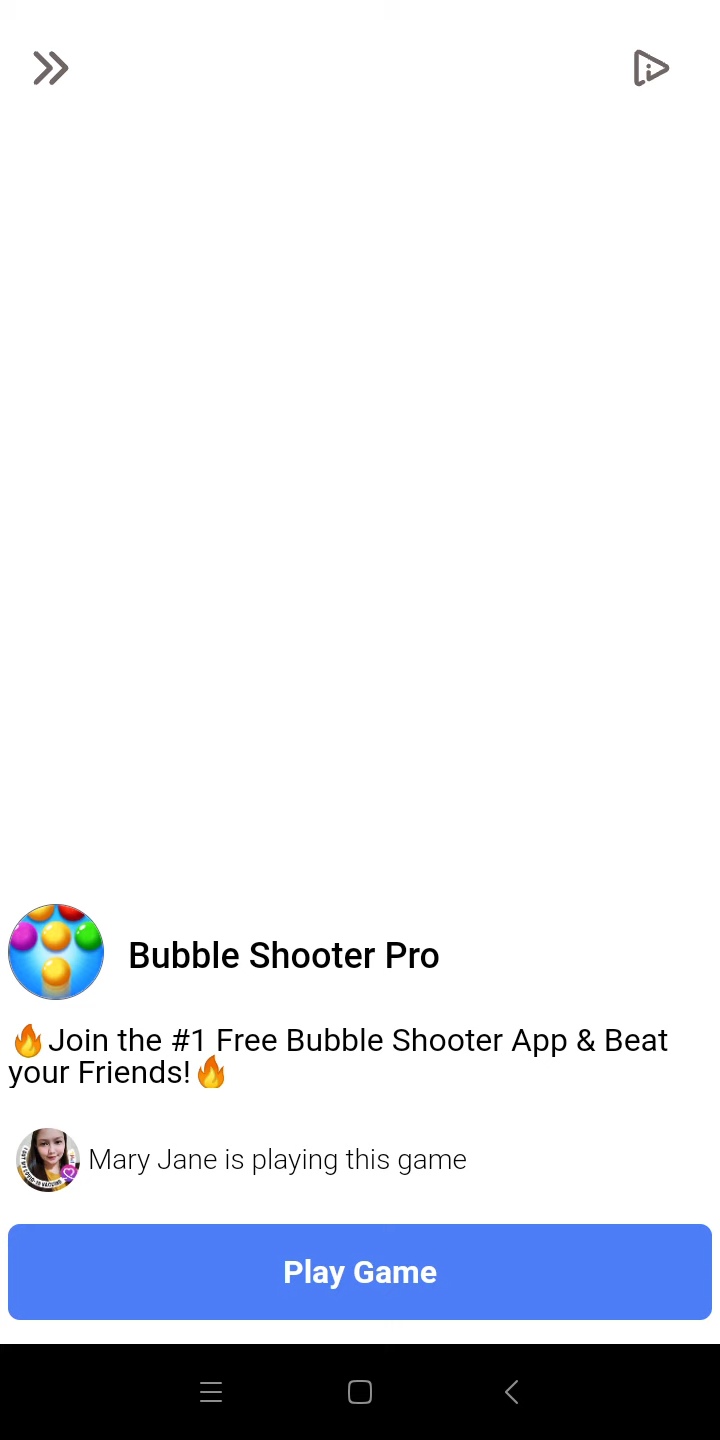 Bubble Shooter Pro
🔥Join the #1 Free Bubble Shooter App & Beat
your Friends!🔥
Mary Jane is playing this game
Play Game